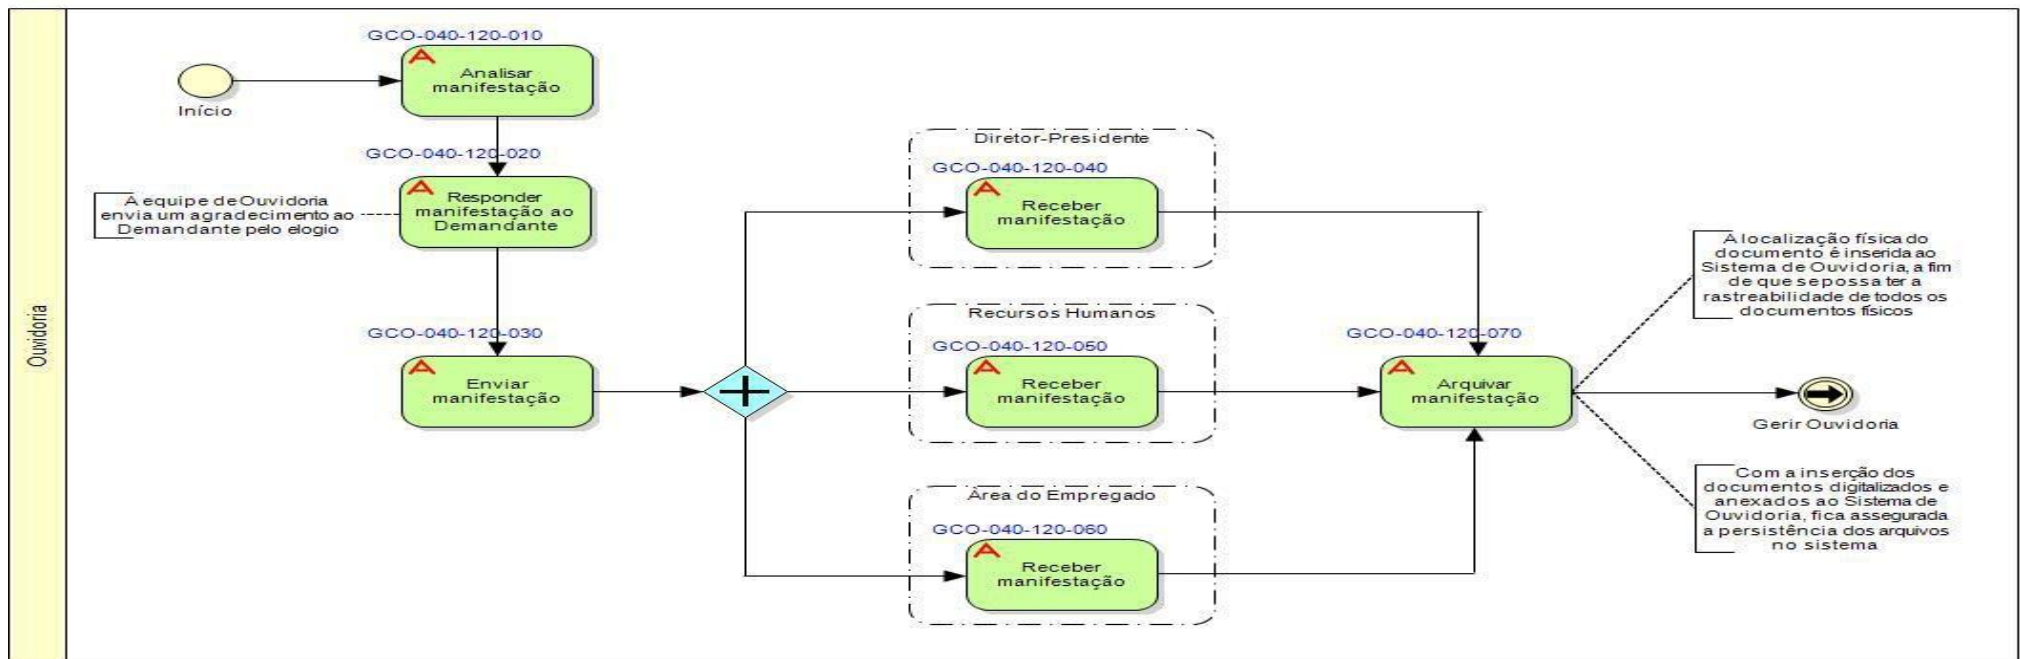 Ouvidoria
Início
GCO-040-120-010
Analisar
manifestação
GCO-040-120-020
Responder
manifestação ao
Demandante
A equipe de Ouvidoria
envia um agradecimento ao
Demandante pelo elogio
GCO-040-120-030
Enviar
manifestação
Diretor-Presidente
GCO-040-120-040
Receber
manifestação
Recursos Humanos
GCO-040-120-050
Receber
manifestação
Área do Empregado
GCO-040-120-060
Receber
manifestação
GCO-040-120-070
Arquivar
manifestação
A localização física do
documento é inserida ao
Sistema de Ouvidoria, a fim
de que se possa ter a
rastreabilidade de todos os
documentos físicos
Gerir Ouvidoria
Com a inserção dos
documentos digitalizados e
anexados ao Sistema de
Ouvidoria, fica assegurada
a persistência dos arquivos
no sistema